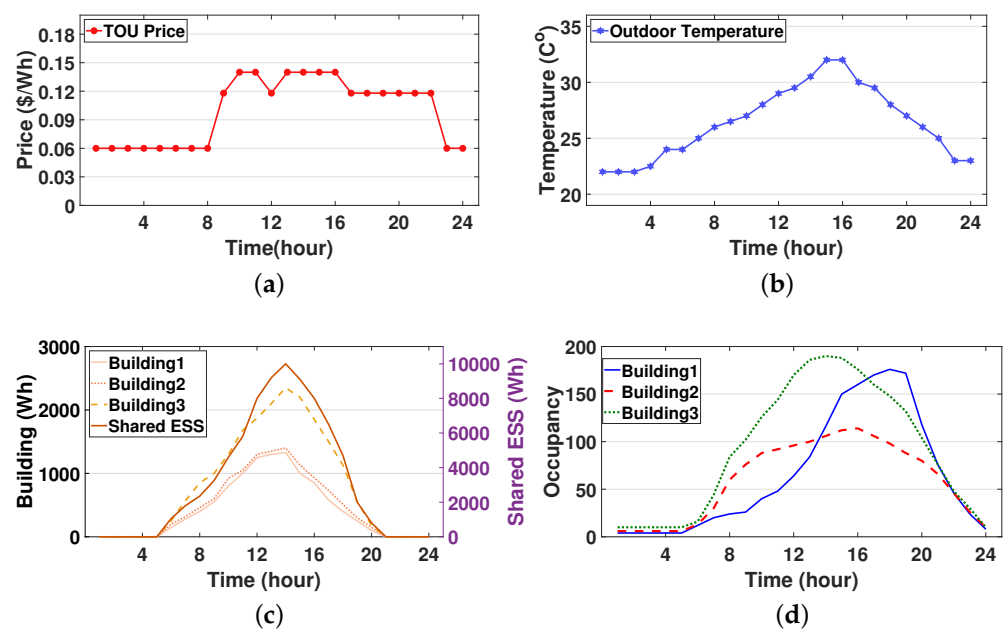 TOU Price
Price ($/Wh)
0.18
0.15
0.12
0.09
0.06
0.03
0
4 8 12 16 20 24
Time(hour)
(a)
Outdoor Temperature
Temperature (C°)
35
30
25
20
4 8 12 16 20 24
Time (hour)
(b)
Building1
Building2
Building3
Shared ESS
Building (Wh)
3000
2000
1000
0
Shared ESS (Wh)
10000
8000
6000
4000
2000
0
4 8 12 16 20 24
Time (hour)
(c)
Building1
Building2
Building3
Occupancy
200
150
100
50
0
4 8 12 16 20 24
Time (hour)
(d)